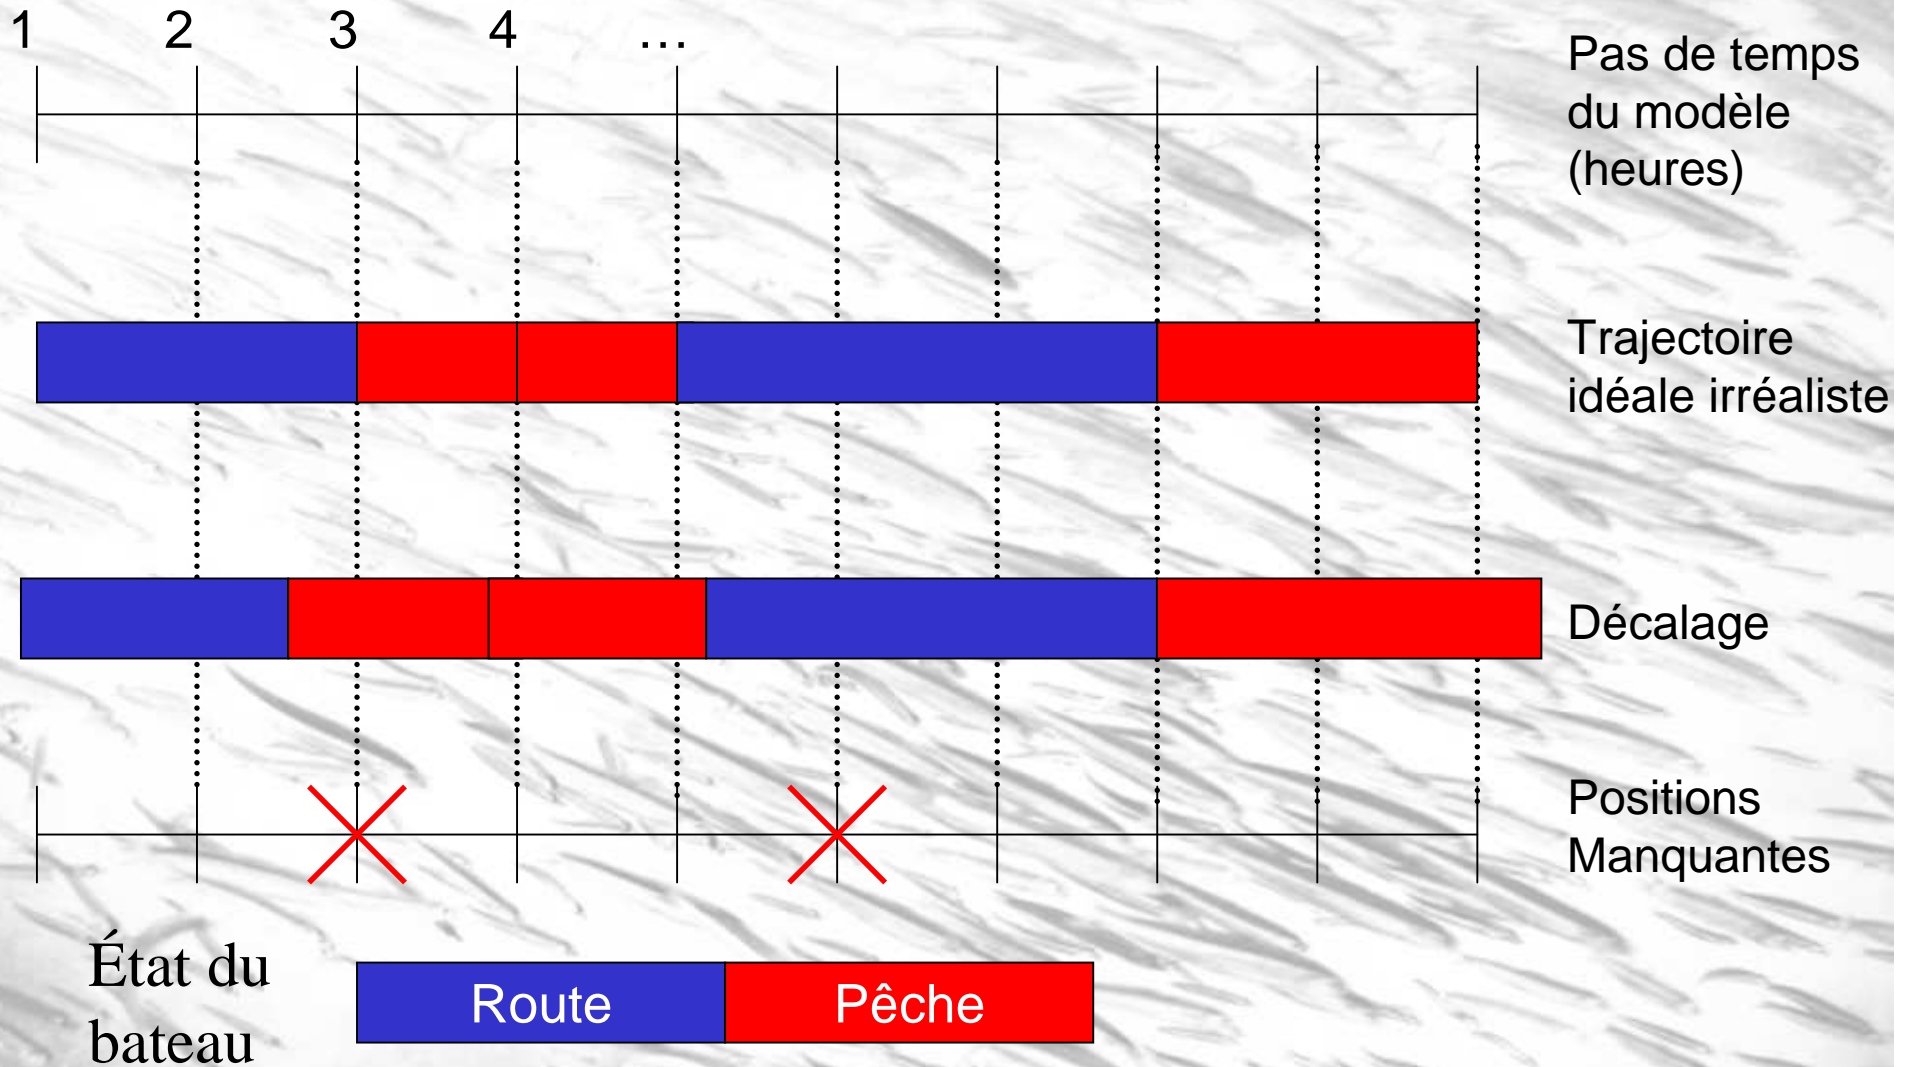 1 2 3 4 ...
Pas de temps
du modèle
(heures)
Trajectoire
idéale irréaliste
Décalage
Positions
Manquantes
État du
bateau
Route Pêche